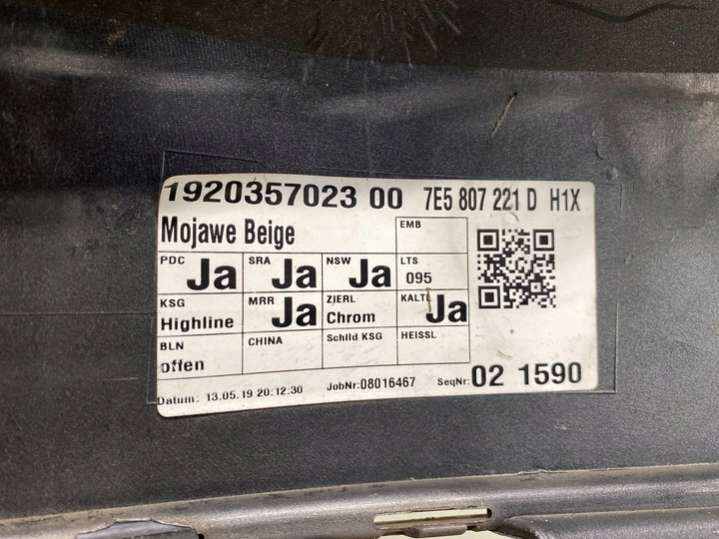 1920357023 00 7E5 807 221 D H1X
Mojawe Beige EMB
PDC Ja SRA Ja NSW Ja LTS 095
KSG Highline MRR Ja ZIERL Chrom KALTL Ja
BLN offen CHINA Schild KSG HEISSL
Datum: 13.05.19 20:12:30 JobNr:08016467 SeqNr: 02 1590